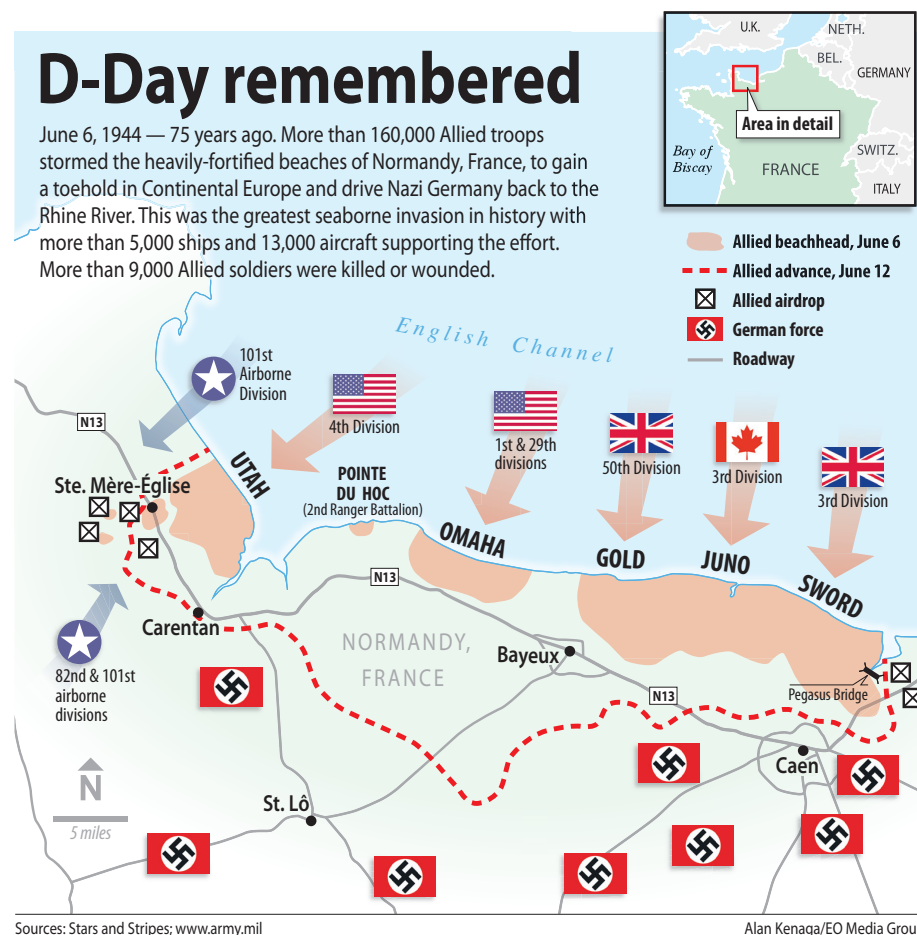 D-Day remembered
June 6, 1944 — 75 years ago. More than 160,000 Allied troops
stormed the heavily-fortified beaches of Normandy, France, to gain
a toehold in Continental Europe and drive Nazi Germany back to the
Rhine River. This was the greatest seaborne invasion in history with
more than 5,000 ships and 13,000 aircraft supporting the effort.
More than 9,000 Allied soldiers were killed or wounded.
U.K.
NETH.
BEL.
GERMANY
Area in detail
Bay of
Biscay
FRANCE
SWITZ.
ITALY
Allied beachhead, June 6
Allied advance, June 12
Allied airdrop
German force
Roadway
English Channel
101st
Airborne
Division
4th Division
1st & 29th
divisions
50th Division
3rd Division
3rd Division
N13
Ste. Mère-Église
UTAH
POINTE
DU HOC
(2nd Ranger Battalion)
OMAHA
GOLD
JUNO
SWORD
N13
Carentan
NORMANDY,
FRANCE
Bayeux
82nd & 101st
airborne
divisions
Pegasus Bridge
N13
Caen
N
5 miles
St. Lô
Sources: Stars and Stripes; www.army.mil
Alan Kenaga/EO Media Grou